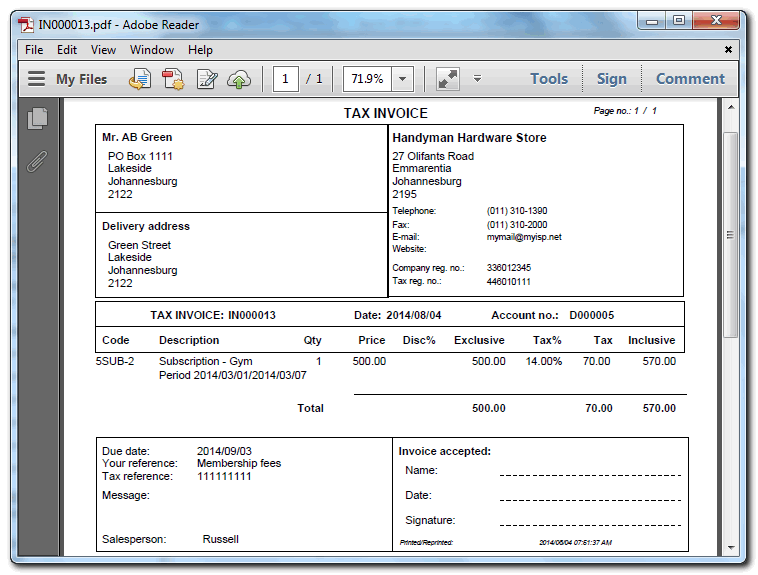 IN000013.pdf - Adobe Reader
File Edit View Window Help
My Files 1 / 1 71.9% Tools Sign Comment
TAX INVOICE Page no.: 1 / 1
Mr. AB Green
PO Box 1111
Lakeside
Johannesburg
2122
Delivery address
Green Street
Lakeside
Johannesburg
2122
Handyman Hardware Store
27 Olifants Road
Emmarentia
Johannesburg
2195
Telephone: (011) 310-1390
Fax: (011) 310-2000
E-mail: mymail@myisp.net
Website:
Company reg. no.: 336012345
Tax reg. no.: 446010111
TAX INVOICE: IN000013 Date: 2014/08/04 Account no.: D000005
Code Description Qty Price Disc% Exclusive Tax% Tax Inclusive
5SUB-2 Subscription - Gym 1 500.00 500.00 14.00% 70.00 570.00
Period 2014/03/01/2014/03/07
Total 500.00 70.00 570.00
Due date: 2014/09/03
Your reference: Membership fees
Tax reference: 111111111
Message:
Salesperson: Russell
Invoice accepted:
Name:
Date:
Signature:
Printed/Reprinted: